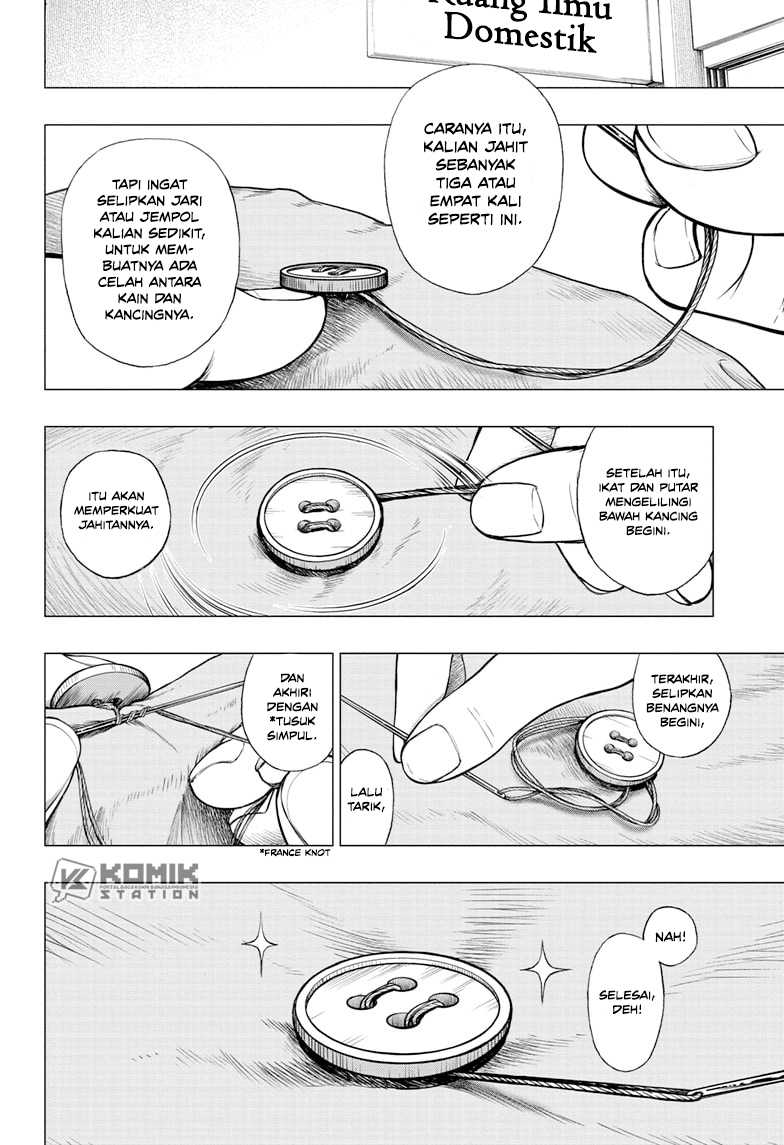 Ruang Ilmu
Domestik
CARANYA ITU,
KALIAN JAHIT
SEBANYAK
TIGA ATAU
EMPAT KALI
SEPERTI INI.
TAPI INGAT
SELIPKAN JARI
ATAU JEMPOL
KALIAN SEDIKIT,
UNTUK MEM-
BUATNYA ADA
CELAH ANTARA
KAIN DAN
KANCINGNYA.
SETELAH ITU,
IKAT DAN PUTAR
MENGELILINGI
BAWAH KANCING
BEGINI.
ITU AKAN
MEMPERKUAT
JAHITANNYA.
TERAKHIR,
SELIPKAN
BENANGNYA
BEGINI,
LALU
TARIK,
DAN
AKHIRI
DENGAN
*TUSUK
SIMPUL.
*FRANCE KNOT
KOMIK
STATION
NAH!
SELESAI,
DEH!